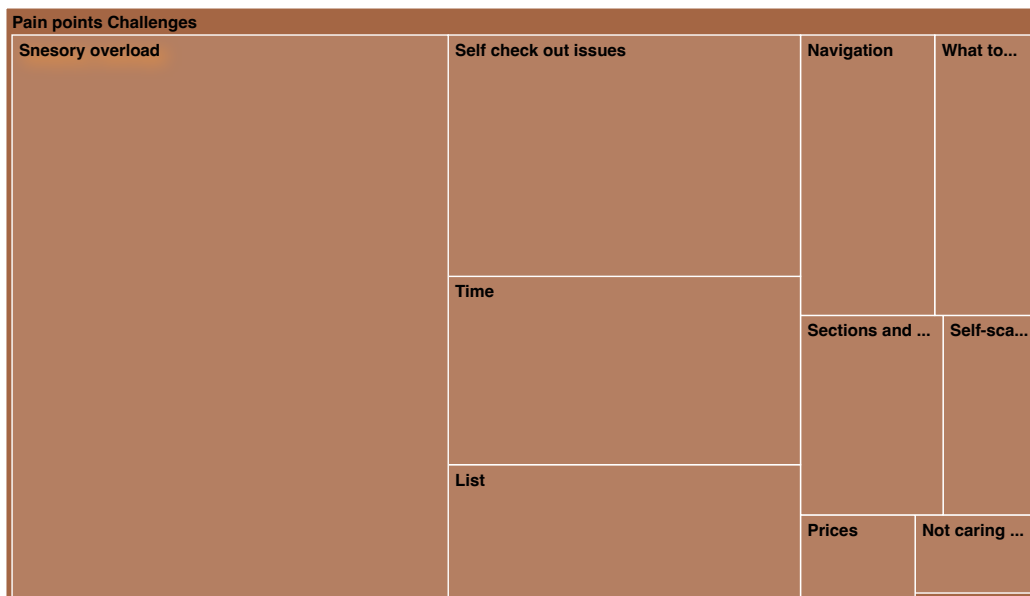 Pain points Challenges
Snesory overload
Self check out issues
Navigation
What to...
Time
Sections and ...
Self-sca...
List
Prices
Not caring ...